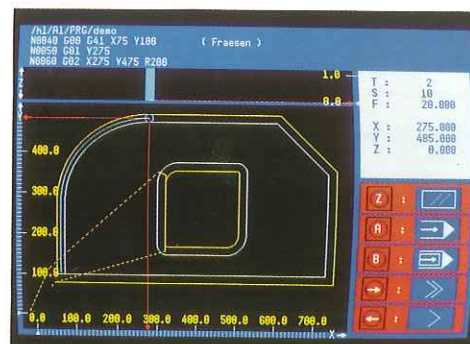 /h1/A1/PRG/demo
N0040 G00 G41 X75 Y100 ( Fraesen )
N0050 G01 Y275
N0060 G02 X275 Y475 R200
Z
1.0
0.0
T : 2
S : 10
F : 20.000
X : 275.000
Y : 485.000
Z : 0.000
Y
400.0
300.0
200.0
100.0
0.0 100.0 200.0 300.0 400.0 500.0 600.0 700.0 X
Z :
A :
B :
→ : >>
← : >